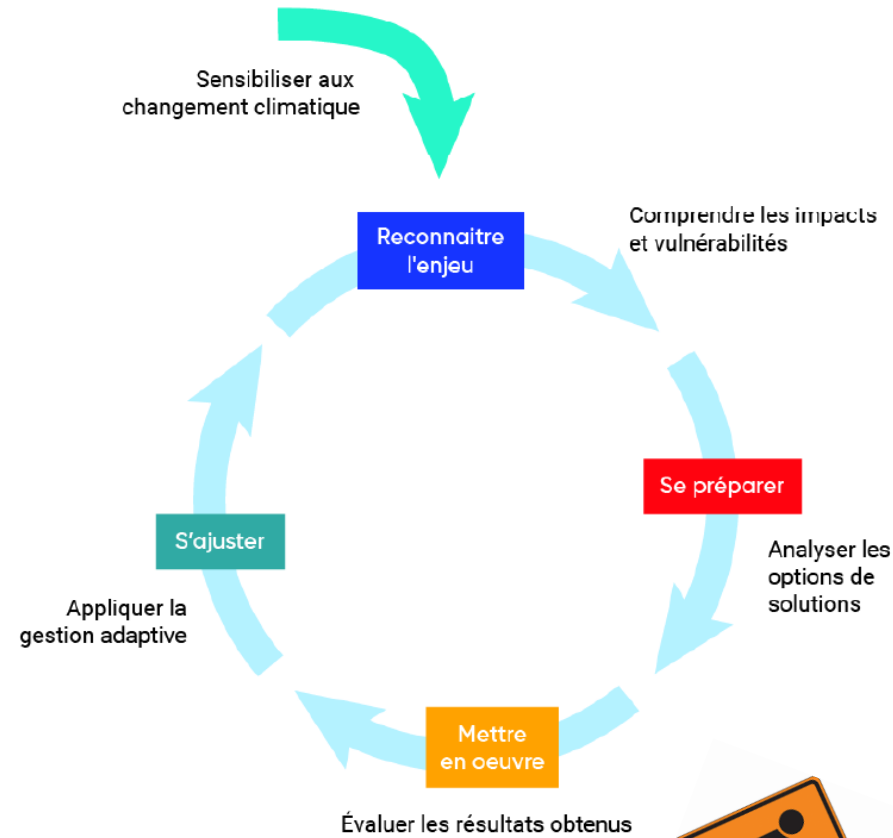 Sensibiliser aux
changement climatique
Reconnaitre
l'enjeu
Comprendre les impacts
et vulnérabilités
Se préparer
Analyser les
options de
solutions
Mettre
en oeuvre
Évaluer les résultats obtenus
S'ajuster
Appliquer la
gestion adaptive